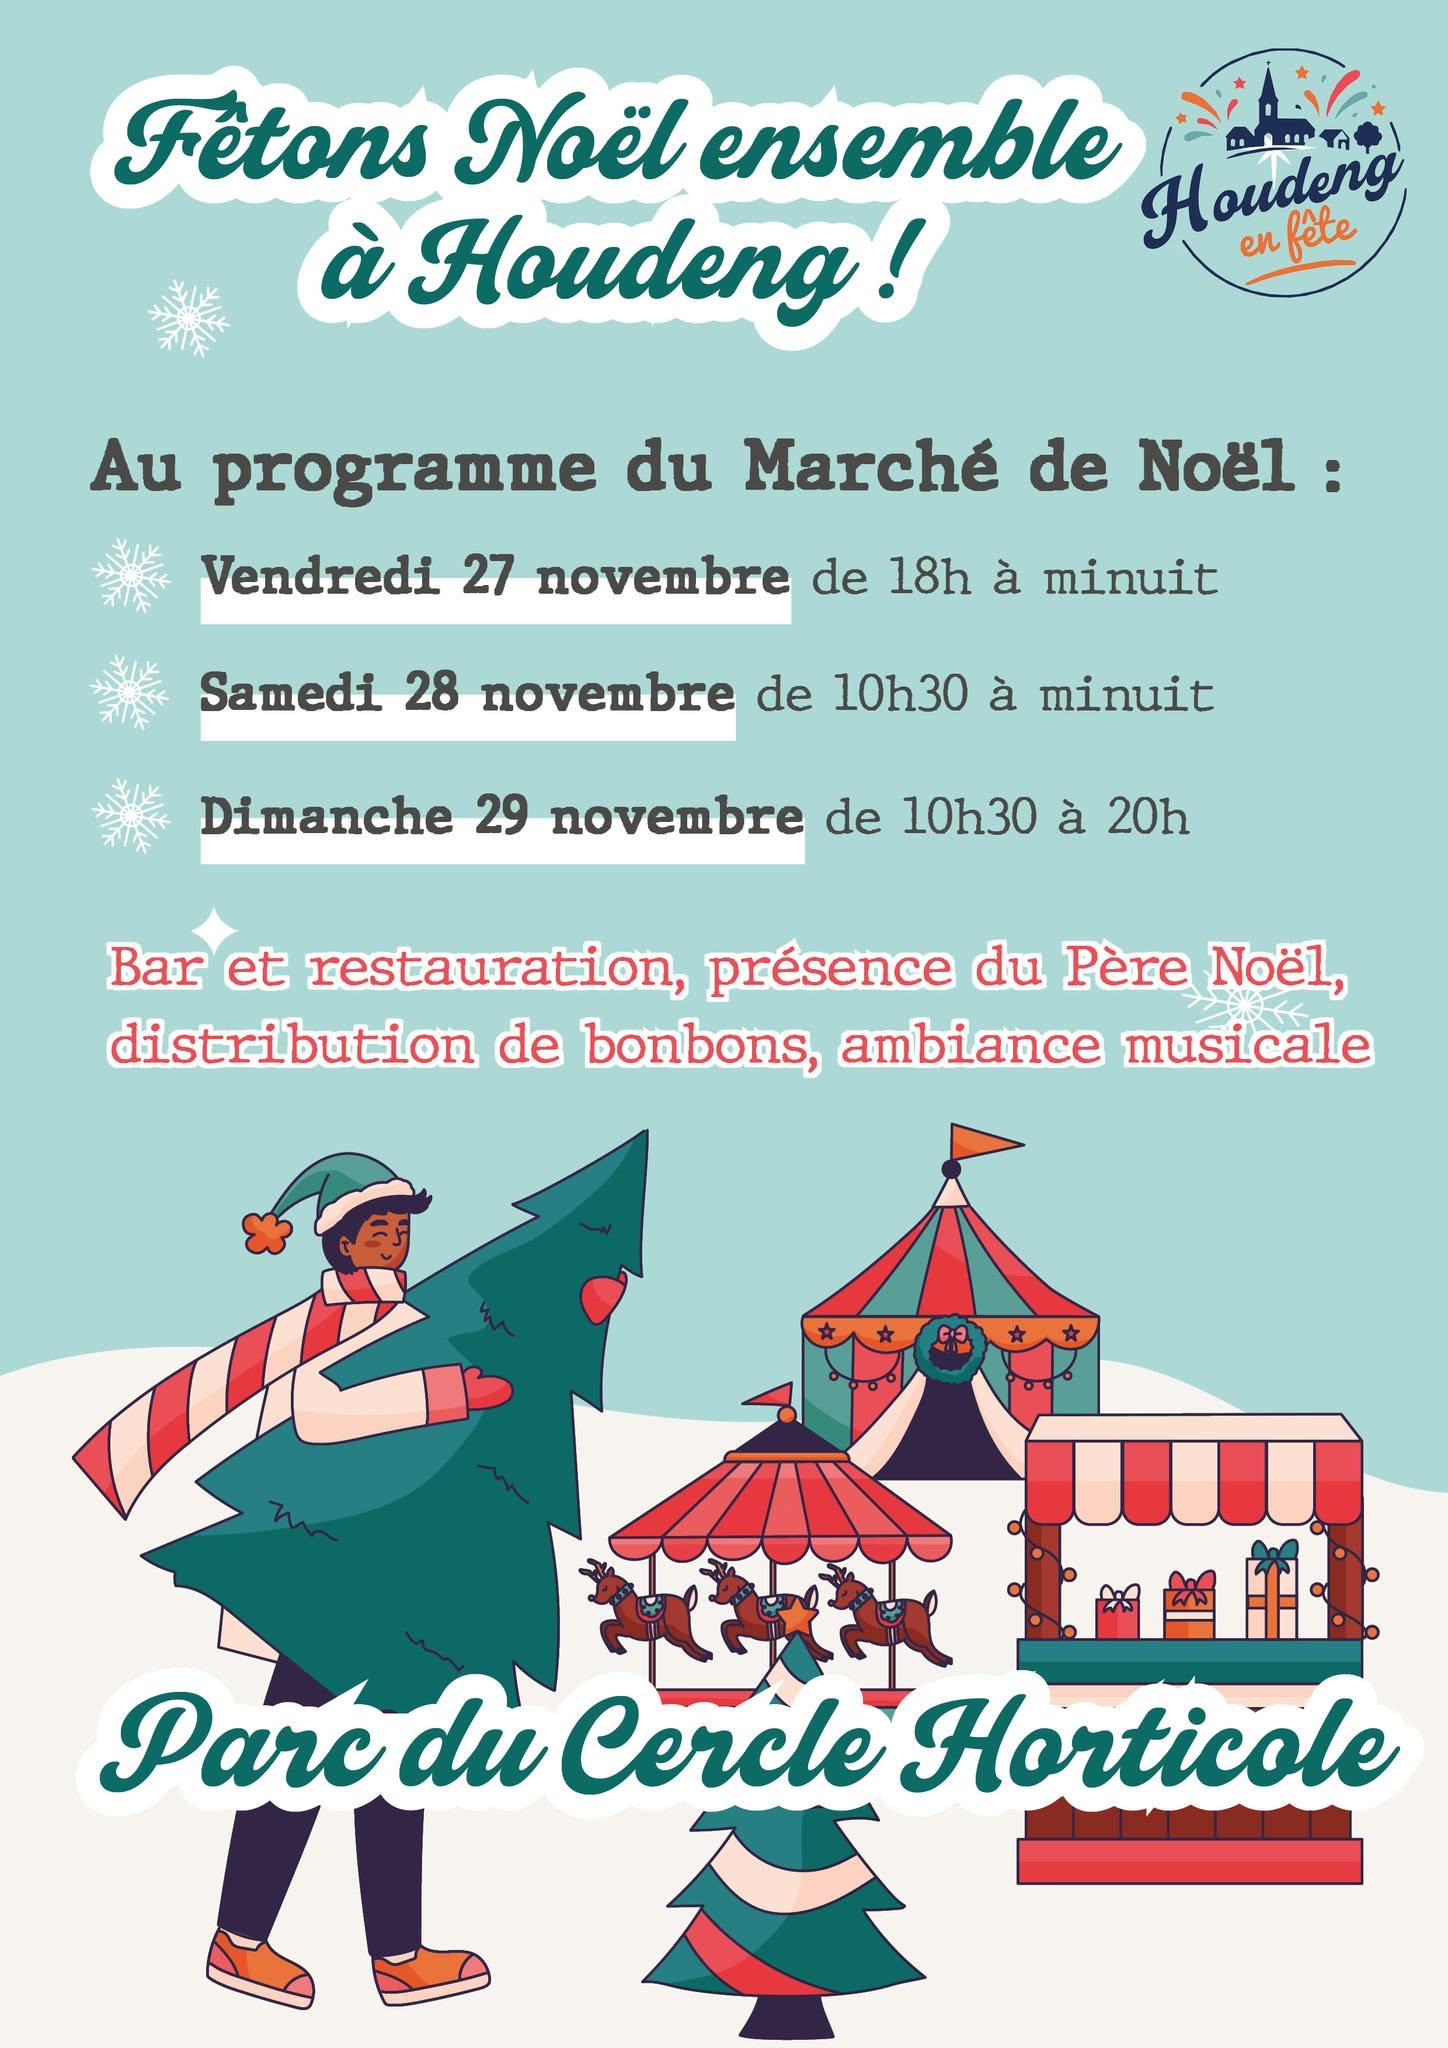 Fêtons Noël ensemble
à Houdeng !
Houdeng
en fête
Au programme du Marché de Noël :
Vendredi 27 novembre de 18h à minuit
Samedi 28 novembre de 10h30 à minuit
Dimanche 29 novembre de 10h30 à 20h
Bar et restauration, présence du Père Noël,
distribution de bonbons, ambiance musicale
Parc du Cercle Horticole